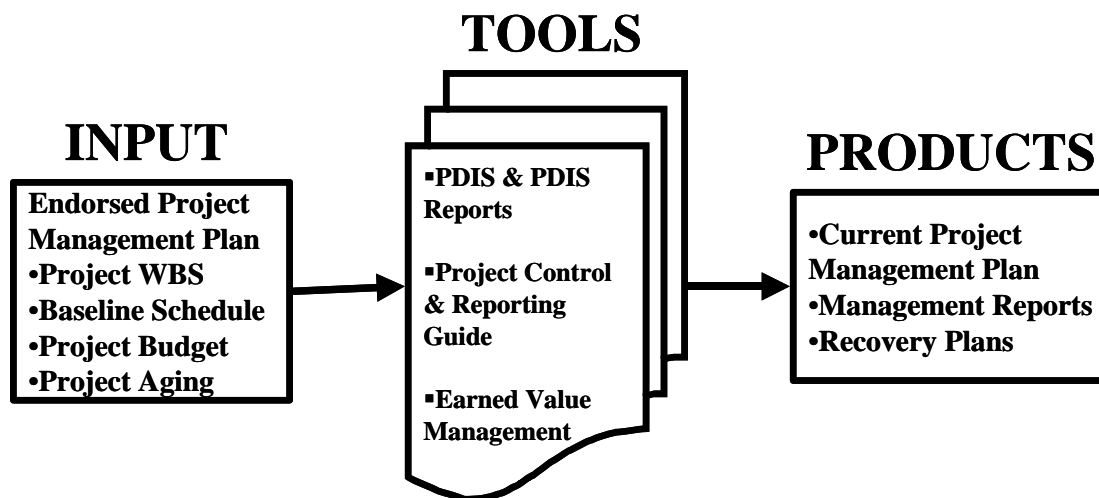 TOOLS
INPUT
PRODUCTS
Endorsed Project
Management Plan
•Project WBS
•Baseline Schedule
•Project Budget
•Project Aging
▪PDIS & PDIS
Reports
▪Project Control
& Reporting
Guide
▪Earned Value
Management
•Current Project
Management Plan
•Management Reports
•Recovery Plans